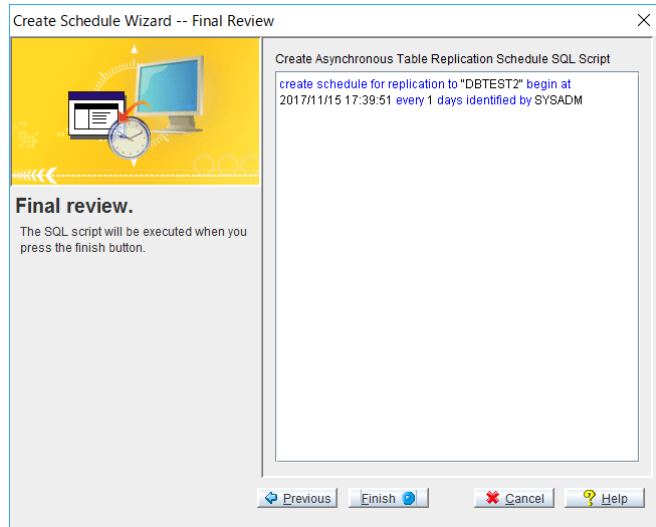 Create Schedule Wizard -- Final Review
Final review.
The SQL script will be executed when you
press the finish button.
Create Asynchronous Table Replication Schedule SQL Script
create schedule for replication to "DBTEST2" begin at
2017/11/15 17:39:51 every 1 days identified by SYSADM
Previous
Finish
Cancel
Help